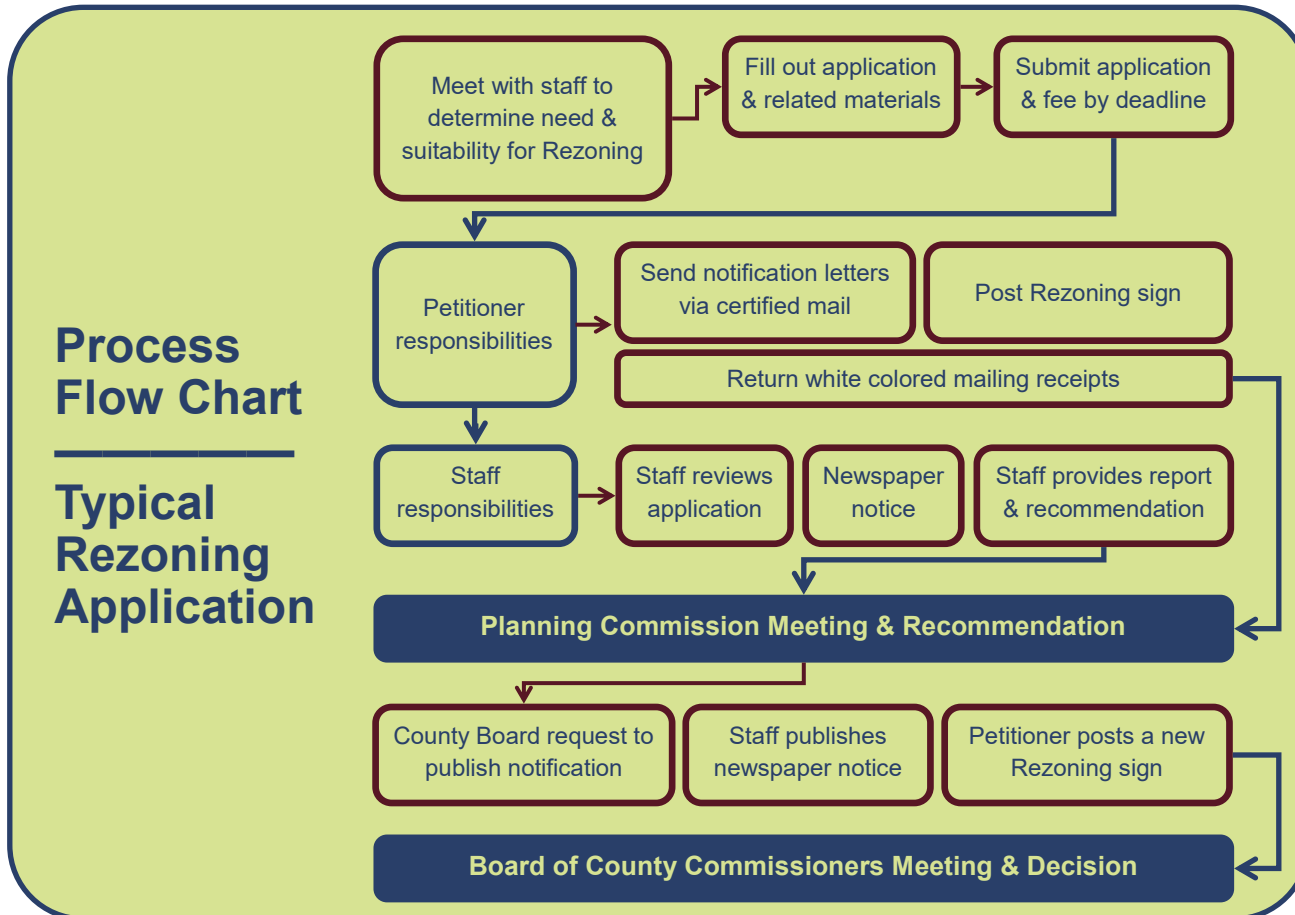 Process
Flow Chart
Typical
Rezoning
Application
Meet with staff to
determine need &
suitability for Rezoning
Fill out application
& related materials
Submit application
& fee by deadline
Petitioner
responsibilities
Send notification letters
via certified mail
Post Rezoning sign
Return white colored mailing receipts
Staff
responsibilities
Staff reviews
application
Newspaper
notice
Staff provides report
& recommendation
Planning Commission Meeting & Recommendation
County Board request to
publish notification
Staff publishes
newspaper notice
Petitioner posts a new
Rezoning sign
Board of County Commissioners Meeting & Decision